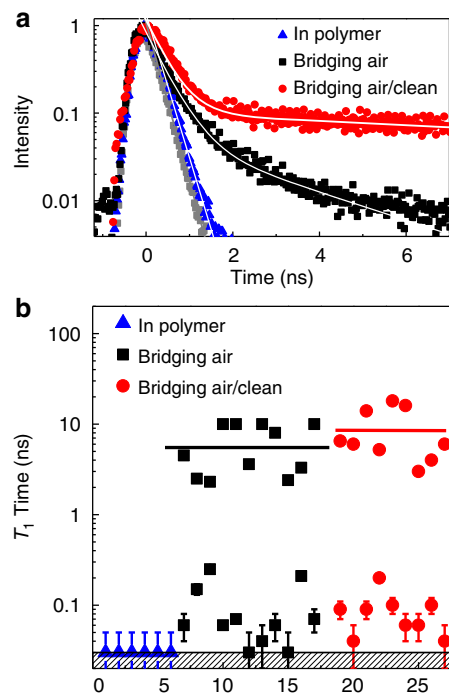 a
In polymer
Bridging air
Bridging air/clean
1
0.1
0.01
Intensity
0 2 4 6
Time (ns)
b
In polymer
Bridging air
Bridging air/clean
100
10
1
0.1
T1 Time (ns)
0 5 10 15 20 25